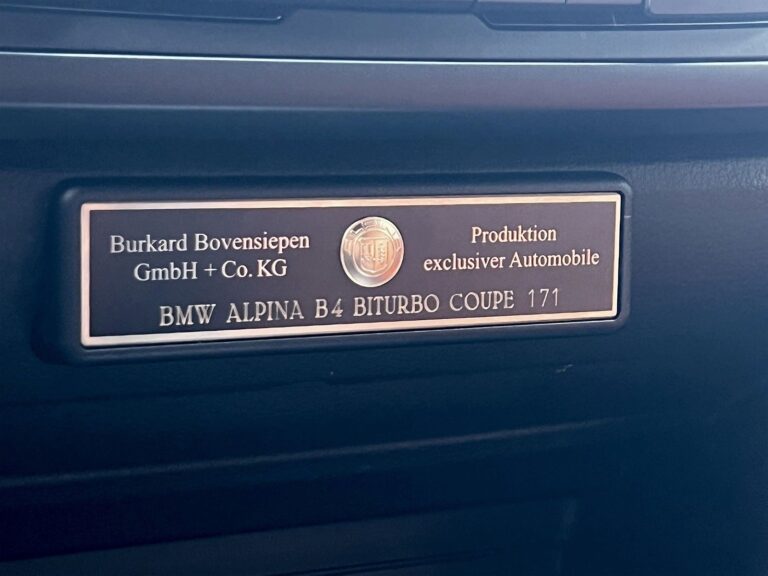 Burkard Bovensiepen
GmbH + Co. KG
Produktion
exclusiver Automobile
BMW ALPINA B4 BITURBO COUPE 171